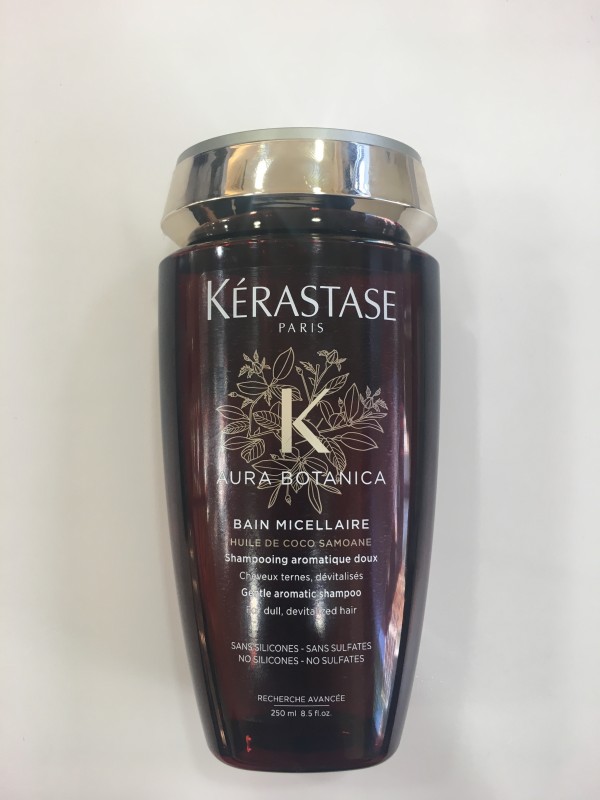 KÉRASTASE
PARIS
K
AURA BOTANICA
BAIN MICELLAIRE
HUILE DE COCO SAMOANE
Shampooing aromatique doux
Cheveux ternes, dévitalisés
Gentle aromatic shampoo
For dull, devitalized hair
SANS SILICONES - SANS SULFATES
NO SILICONES - NO SULFATES
RECHERCHE AVANCÉE
250 ml 8.5 fl.oz.